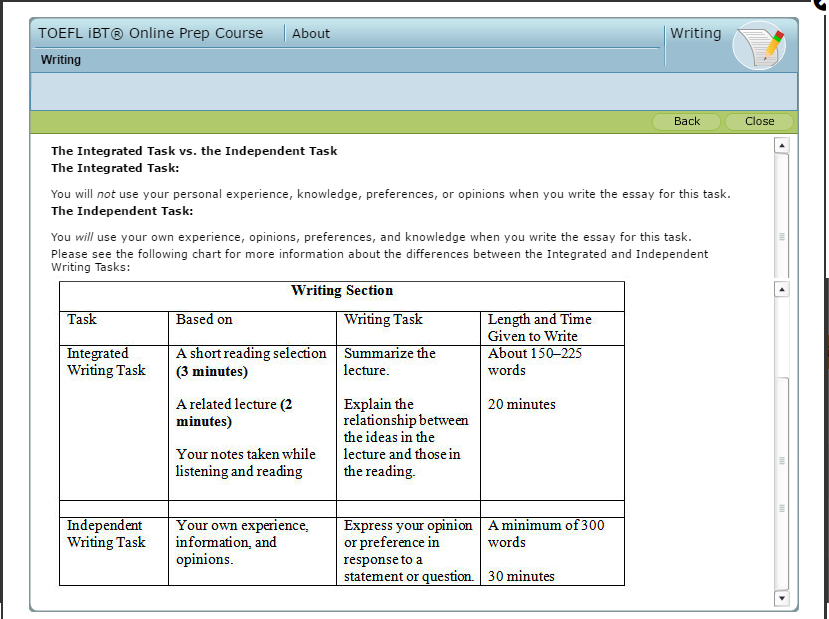 TOEFL iBT® Online Prep Course About Writing
Writing
Back Close
The Integrated Task vs. the Independent Task
The Integrated Task:
You will not use your personal experience, knowledge, preferences, or opinions when you write the essay for this task.
The Independent Task:
You will use your own experience, opinions, preferences, and knowledge when you write the essay for this task.
Please see the following chart for more information about the differences between the Integrated and Independent
Writing Tasks:
Writing Section
Task
Based on
Writing Task
Length and Time
Given to Write
Integrated
Writing Task
A short reading selection
(3 minutes)
A related lecture (2
minutes)
Your notes taken while
listening and reading
Summarize the
lecture.
Explain the
relationship between
the ideas in the
lecture and those in
the reading.
About 150–225
words
20 minutes
Independent
Writing Task
Your own experience,
information, and
opinions.
Express your opinion
or preference in
response to a
statement or question.
A minimum of 300
words
30 minutes